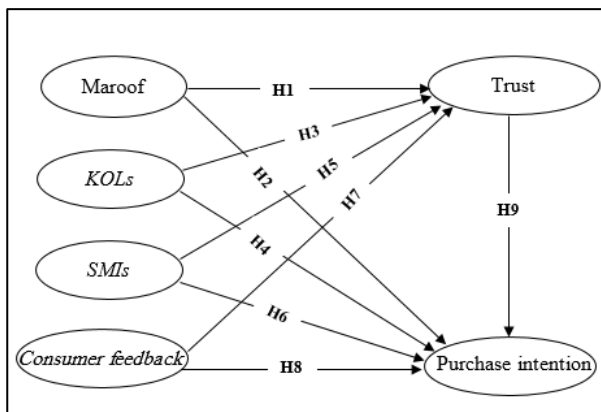 Maroof
H1
Trust
H3
KOLs
H2
H5
H7
H9
H4
SMIs
H6
Consumer feedback
H8
Purchase intention